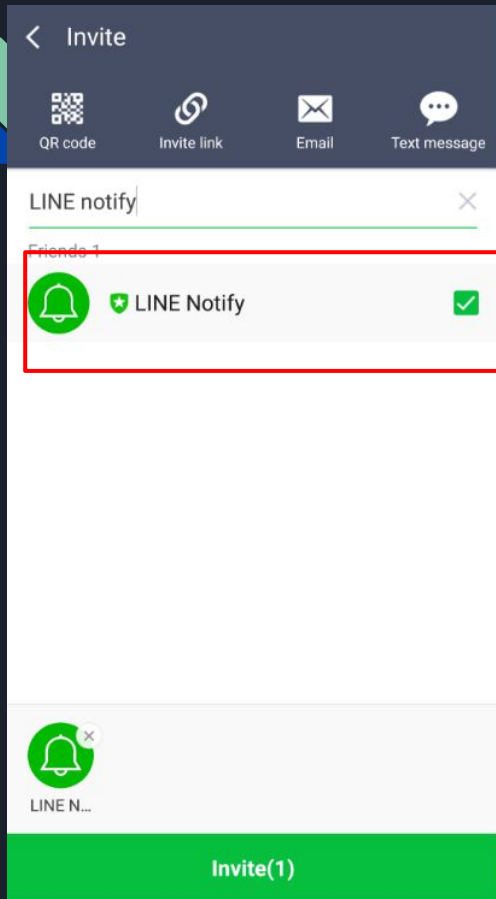 Invite
QR code Invite link Email Text message
LINE notify
Friends 1
LINE Notify
LINE N...
Invite(1)